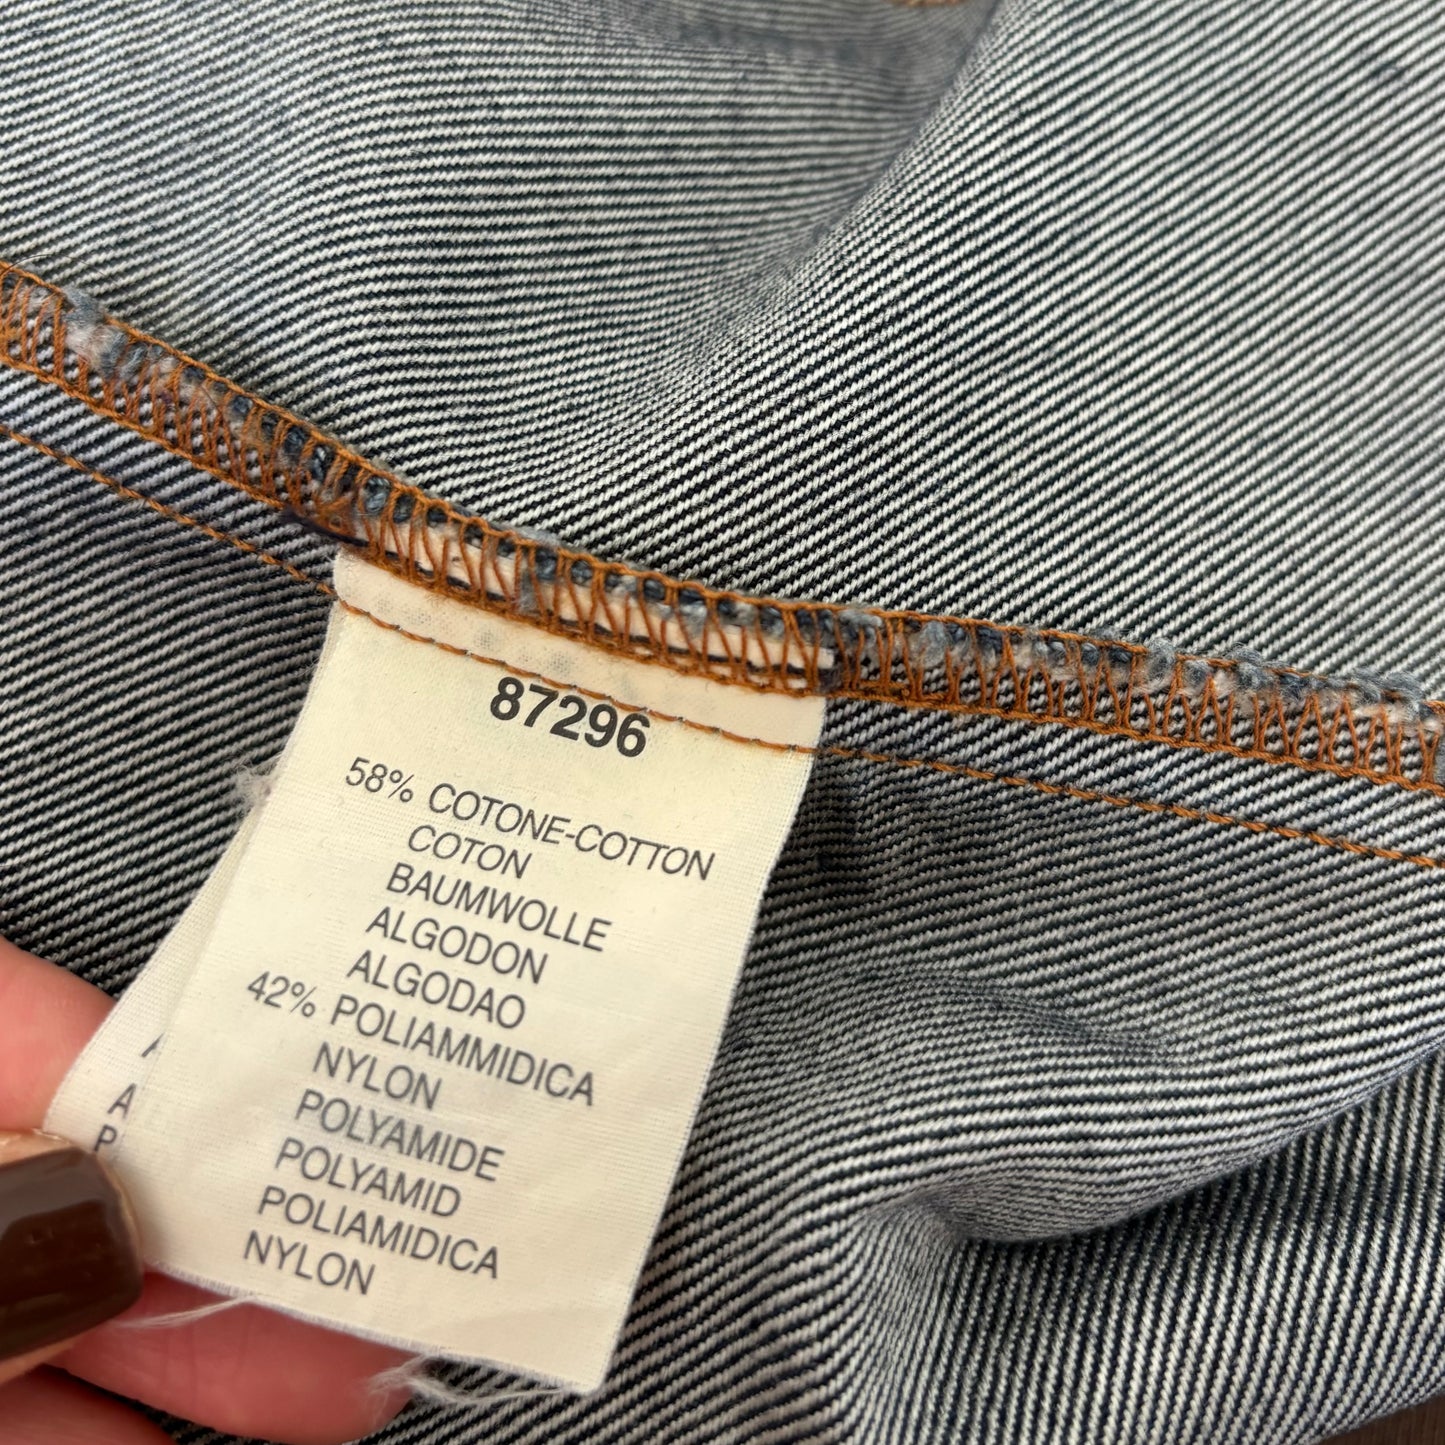 87296
58% COTONE-COTTON
COTON
BAUMWOLLE
ALGODON
ALGODAO
42% POLIAMMIDICA
NYLON
POLYAMIDE
POLYAMID
POLIAMIDICA
NYLON
A
P